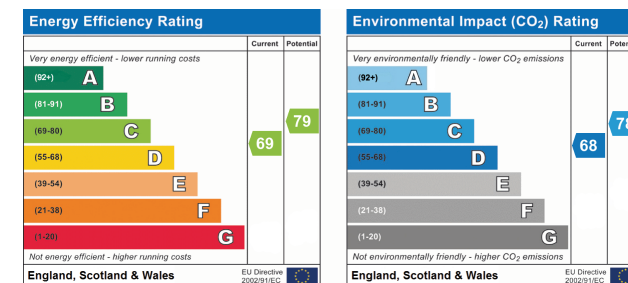 Energy Efficiency Rating
Current Potential
Very energy efficient - lower running costs
(92+) A
(81-91) B
(69-80) C
(55-68) D
(39-54) E
(21-38) F
(1-20) G
69
79
Not energy efficient - higher running costs
England, Scotland & Wales
EU Directive
2002/91/EC
Environmental Impact (CO₂) Rating
Current
Very environmentally friendly - lower CO₂ emissions
(92+) A
(81-91) B
(69-80) C
(55-68) D
(39-54) E
(21-38) F
(1-20) G
68
Not environmentally friendly - higher CO₂ emissions
England, Scotland & Wales
EU Directive
2002/91/EC